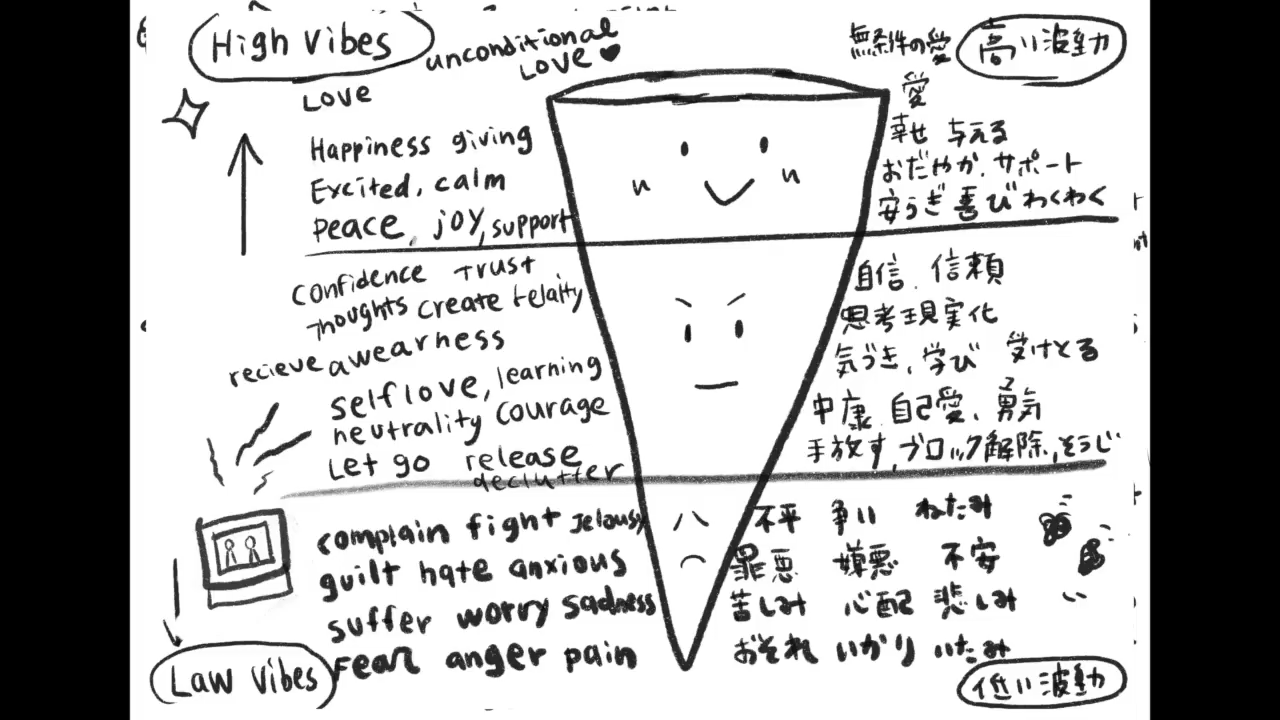 High Vibes
unconditional
LOVE
LOVE
Happiness giving
Excited, calm
Peace, joy, support
confidence trust
Thoughts create
recieve awearness
self love, learning
neutrality courage
Let go release
declutter
complain fight Jelousy
guilt hate anxious
suffer worry sadness
Fear anger pain
Law Vibes
無条件の愛
高い波動
愛
幸せ 与える
おだやか、サポート
安らぎ 喜び わくわく
自信、信頼
思考現実化
気づき、学び 受けとる
中庸、自己愛、勇気
手放す、ブロック解除、そうじ
不平 争い ねたみ
罪悪 嫌悪 不安
苦しみ 心配 悲しみ
おそれ いかり いたみ
低い波動